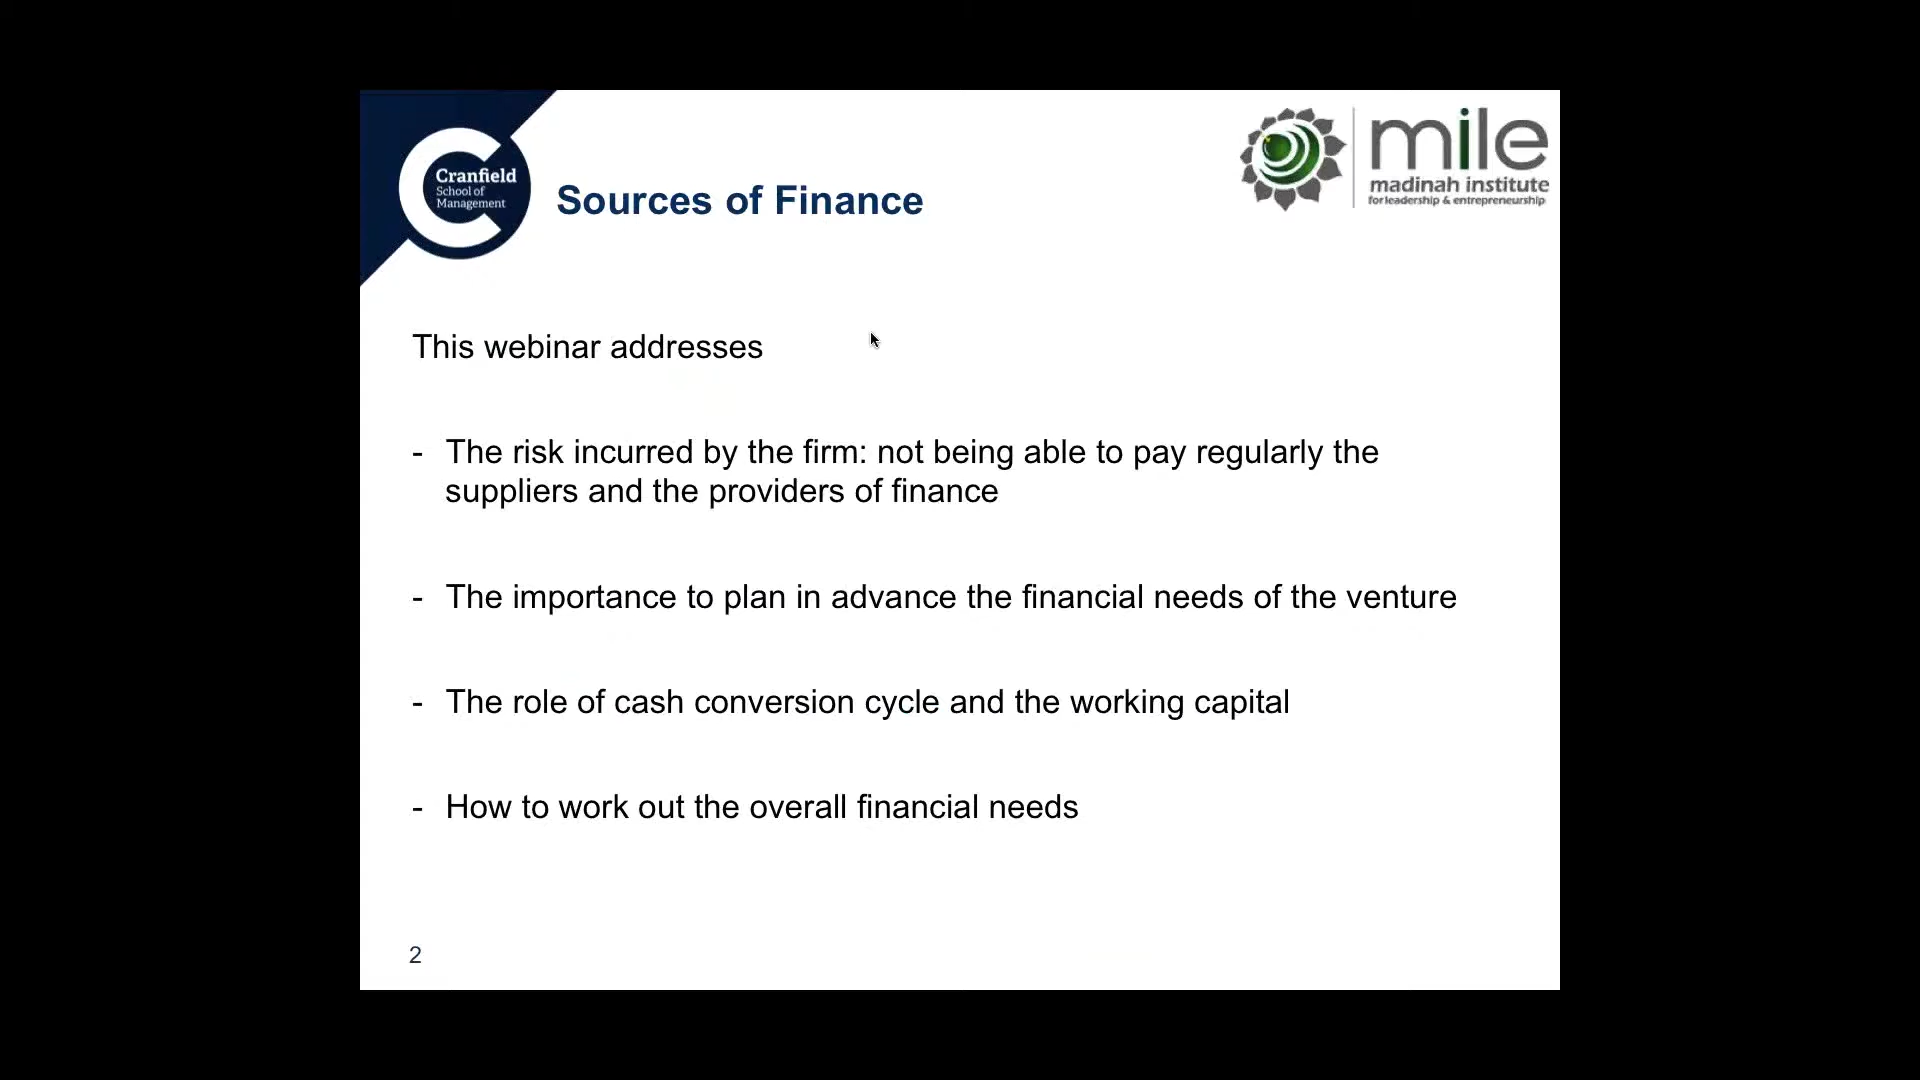 Cranfield
School of
Management
Sources of Finance
mile
madinah institute
for leadership & entrepreneurship
This webinar addresses
- The risk incurred by the firm: not being able to pay regularly the
suppliers and the providers of finance
- The importance to plan in advance the financial needs of the venture
- The role of cash conversion cycle and the working capital
- How to work out the overall financial needs
2